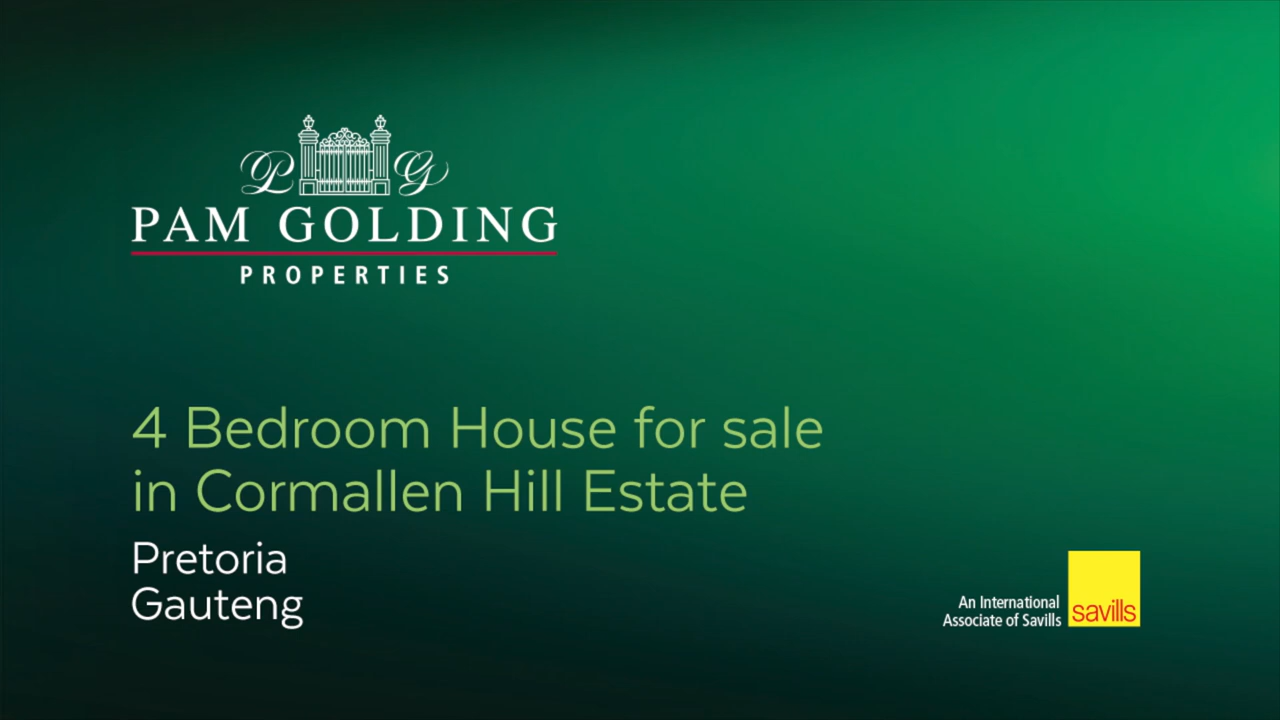 P G
PAM GOLDING
PROPERTIES
4 Bedroom House for sale
in Cormallen Hill Estate
Pretoria
Gauteng
An International
Associate of Savills
savills